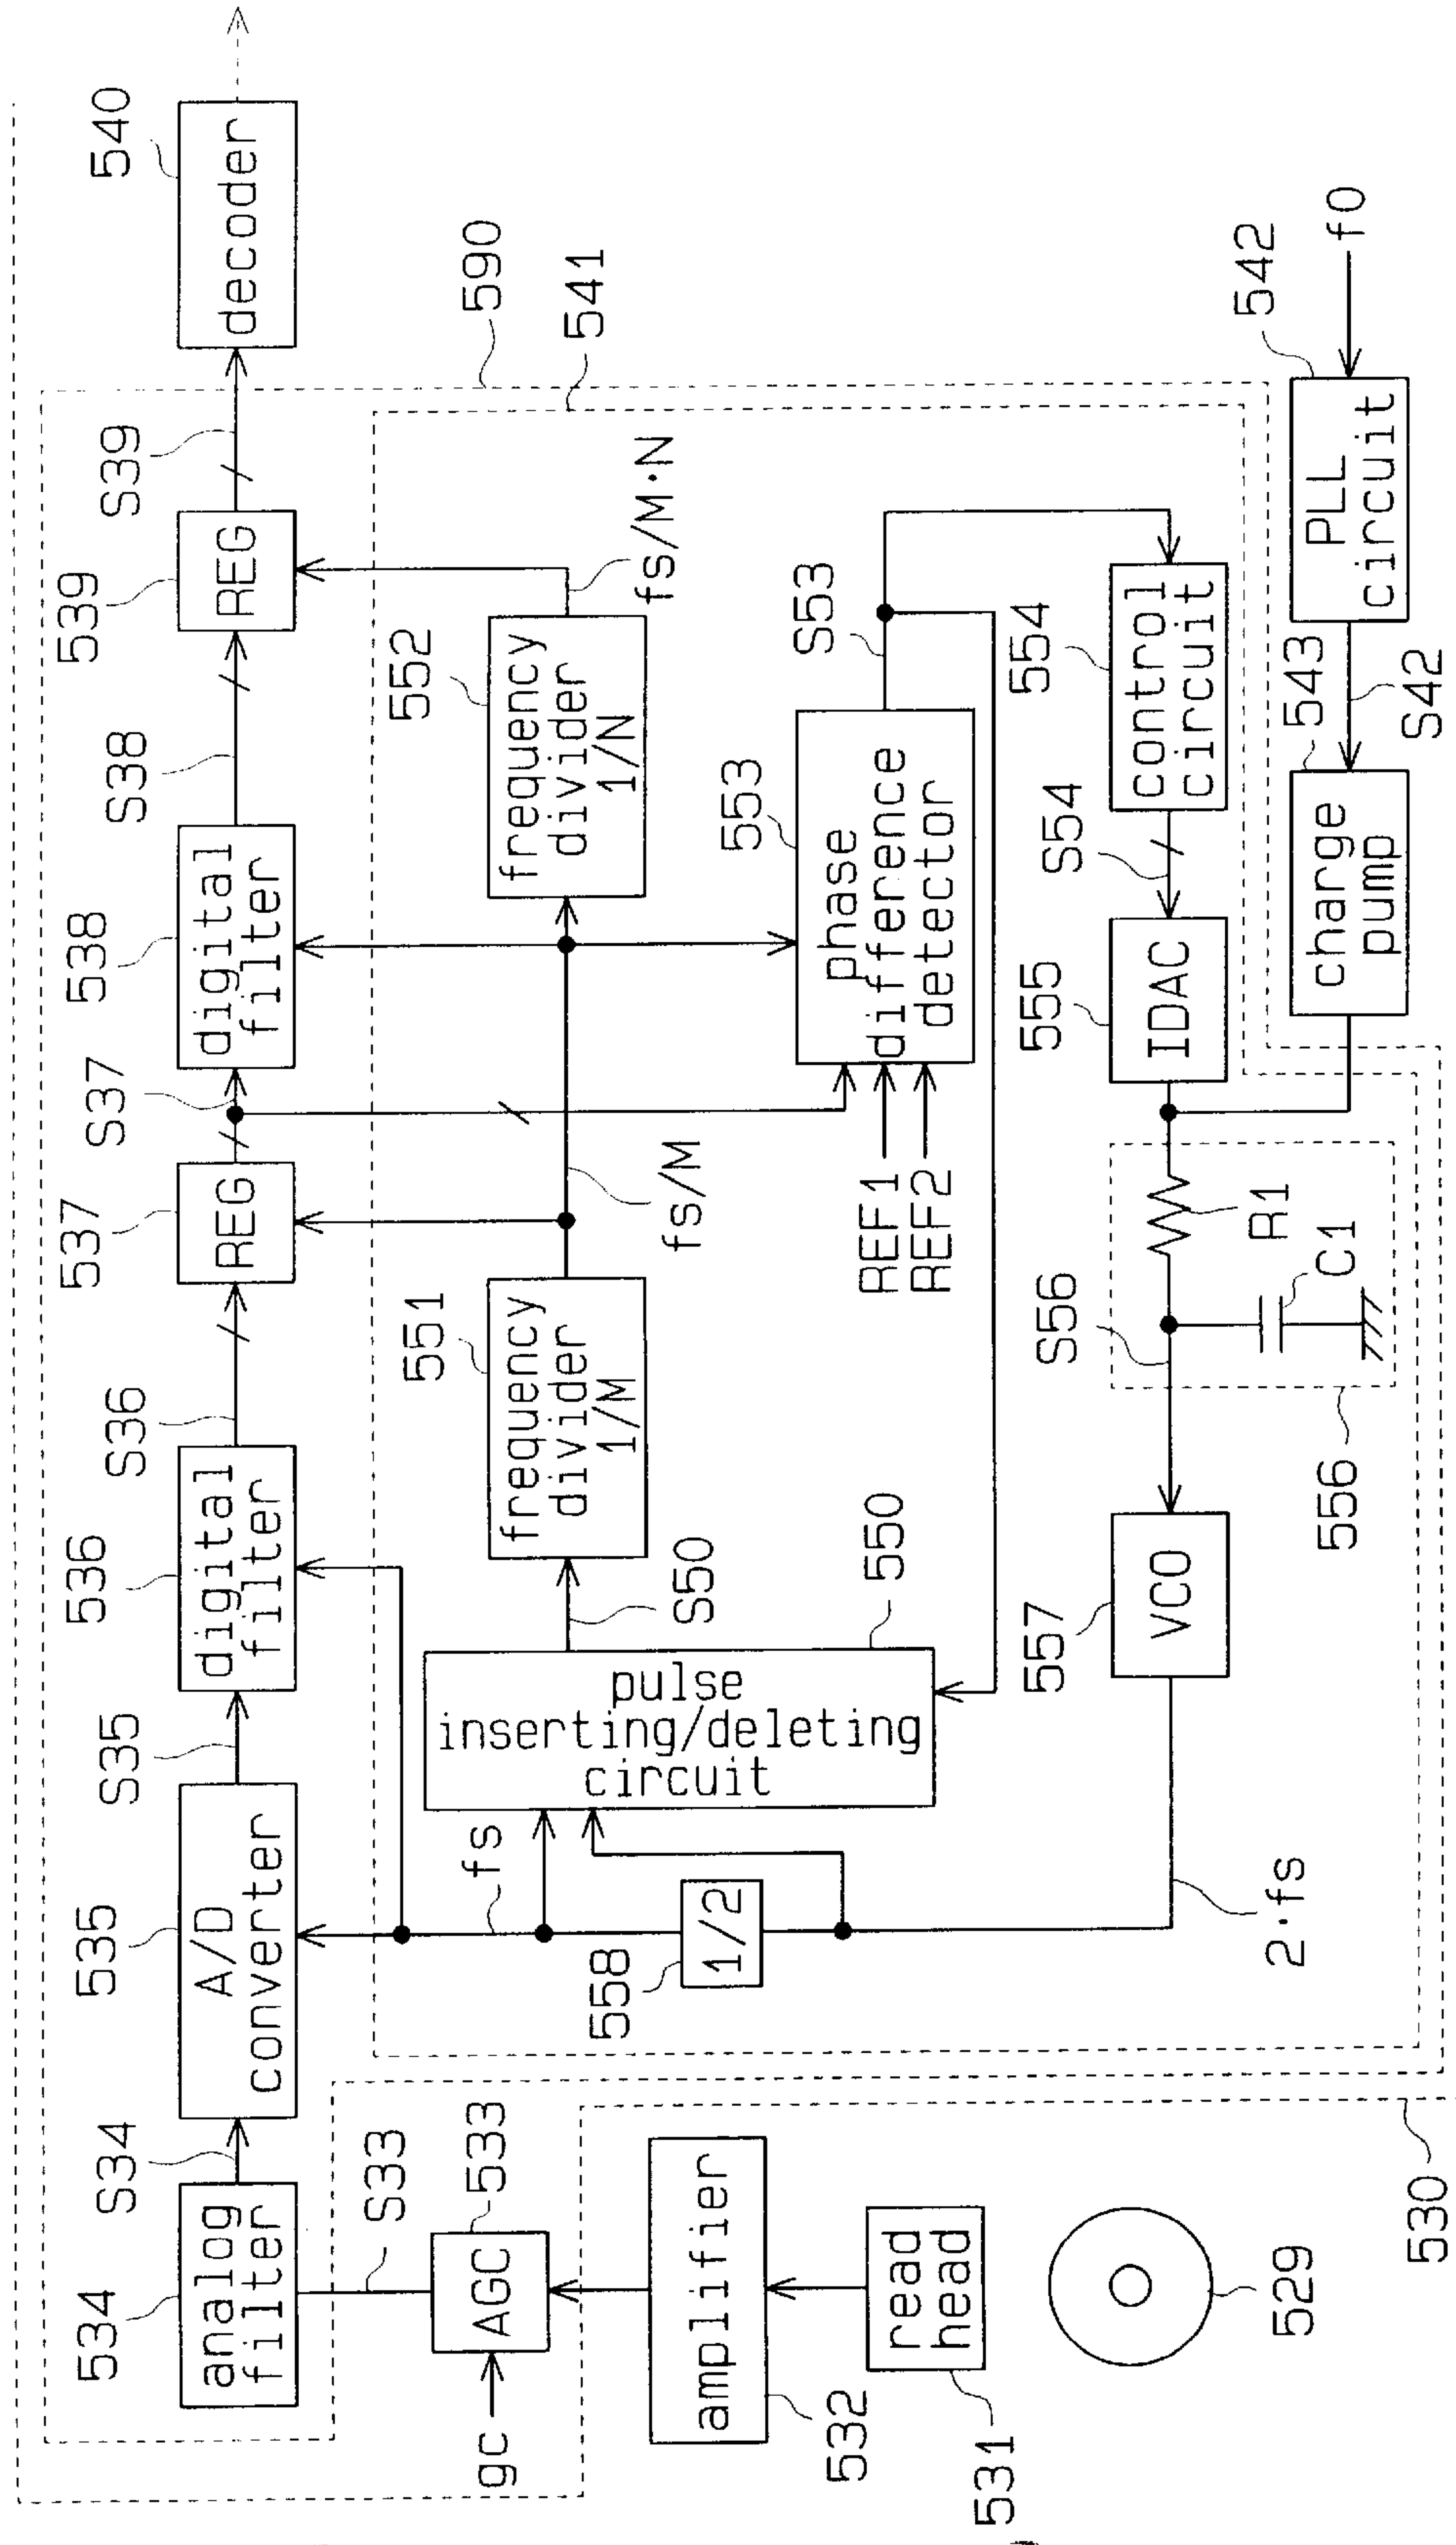 534
analog
filter
S34
535
A/D
converter
S35
536
digital
filter
S36
537
REG
S37
538
digital
filter
S38
539
REG
S39
540
decoder
S33
533
AGC
gc
532
amplifier
531
read
head
529
530
fs
558
1/2
2·fs
pulse
inserting/deleting
circuit
550
S50
551
frequency
divider
1/M
fs/M
552
frequency
divider
1/N
fs/M·N
590
541
553
phase
difference
detector
REF1
REF2
S53
554
control
circuit
S54
555
IDAC
R1
C1
S56
556
557
VCO
542
PLL
circuit
f0
S42
543
charge
pump